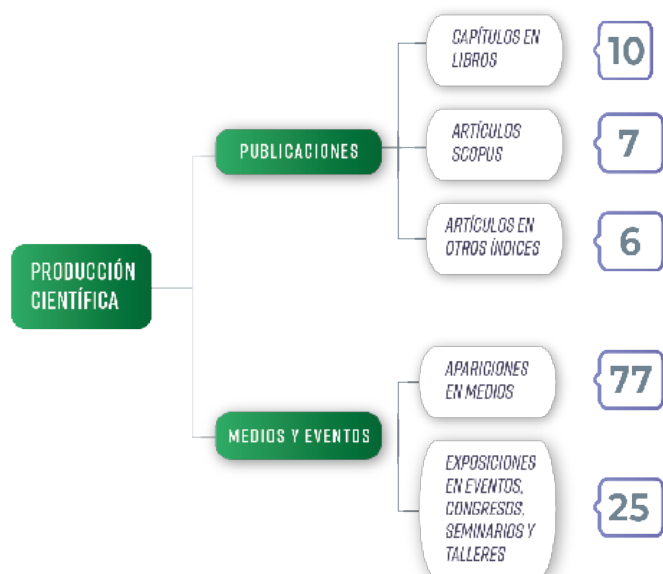 CAPÍTULOS EN
LIBROS
10
PUBLICACIONES
ARTÍCULOS
SCOPUS
7
ARTÍCULOS EN
OTROS ÍNDICES
6
PRODUCCIÓN
CIENTÍFICA
APARICIONES
EN MEDIOS
77
MEDIOS Y EVENTOS
EXPOSICIONES
EN EVENTOS,
CONGRESOS,
SEMINARIOS Y
TALLERES
25